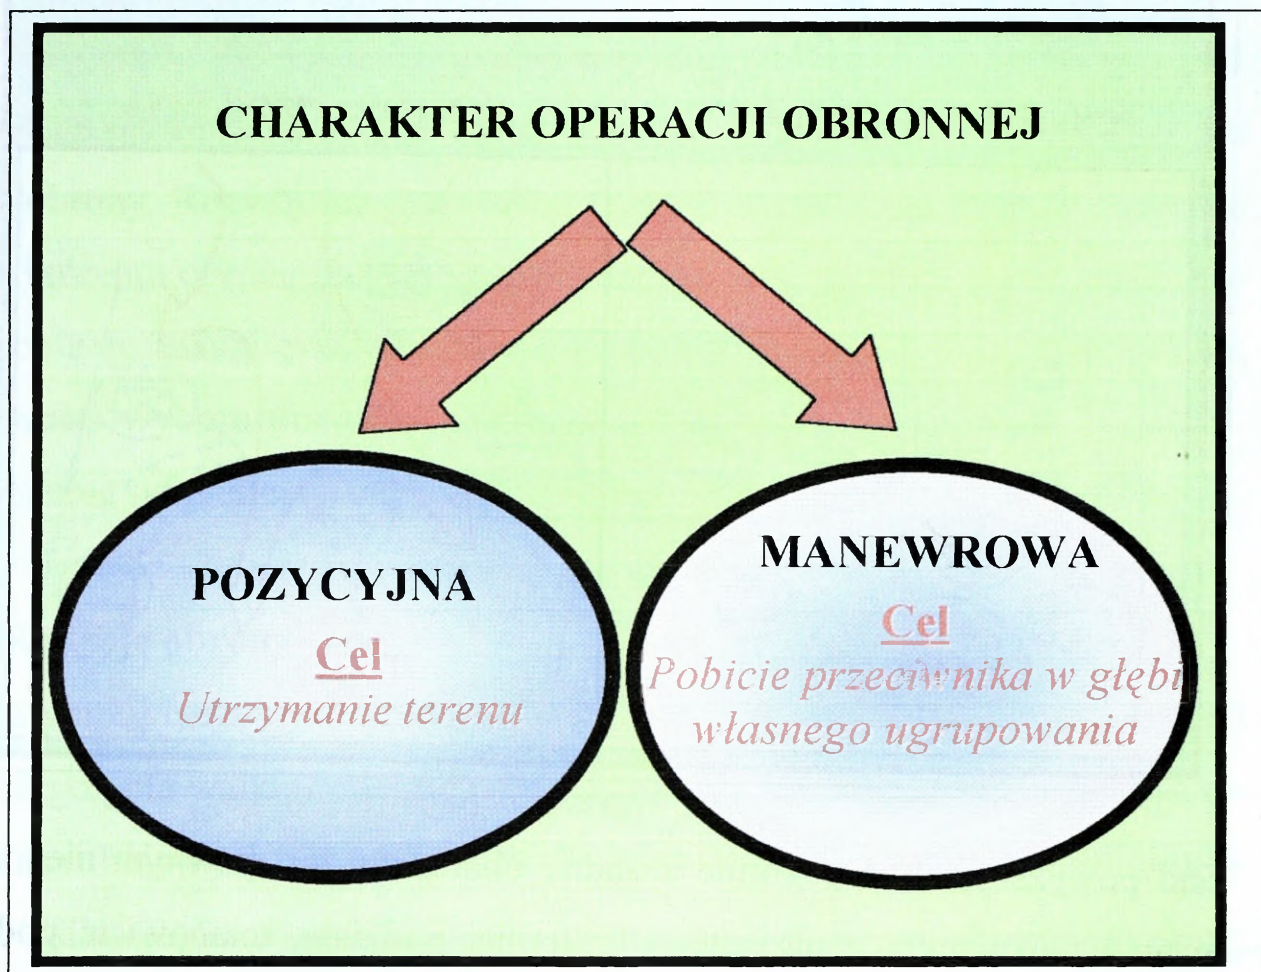 CHARAKTER OPERACJI OBRONNEJ
POZYCYJNA
Cel
Utrzymanie terenu
MANEWROWA
Cel
Pobicie przeciwnika w głębi
własnego ugrupowania